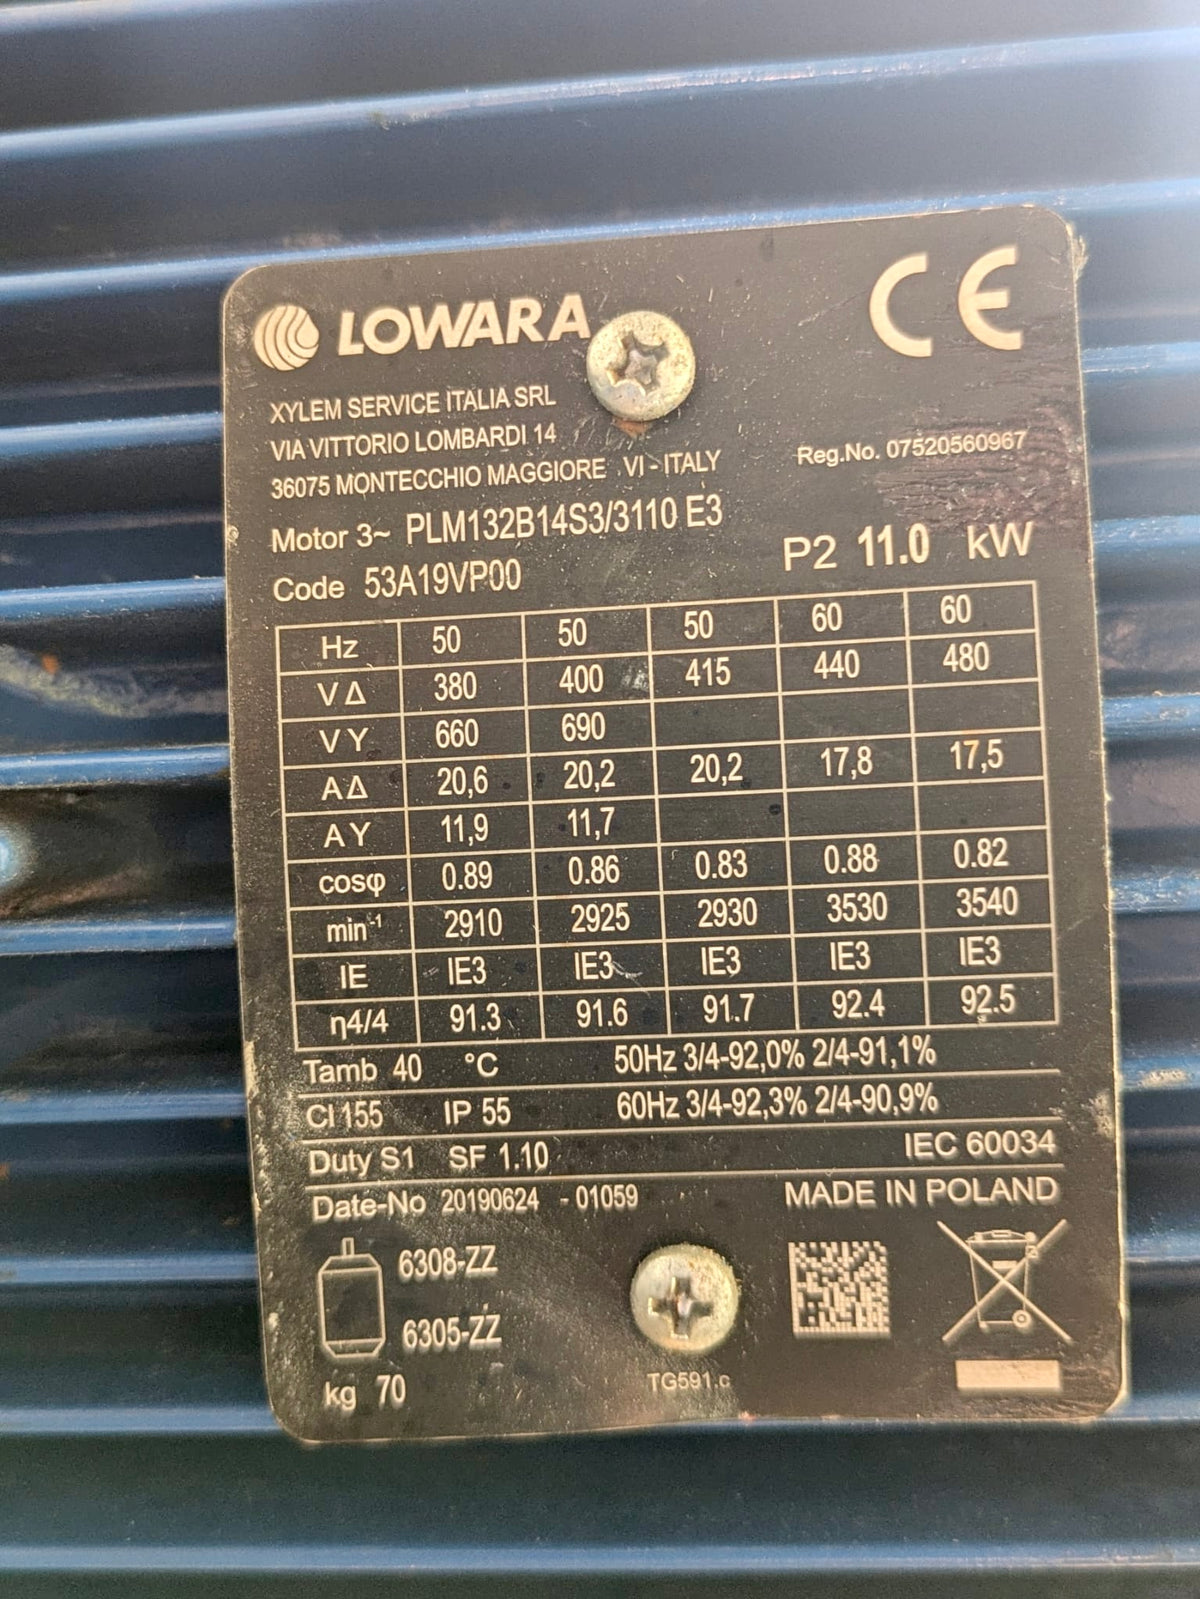 LOWARA
CE
XYLEM SERVICE ITALIA SRL
VIA VITTORIO LOMBARDI 14
36075 MONTECCHIO MAGGIORE VI - ITALY
Reg.No. 07520560967
Motor 3~ PLM132B14S3/3110 E3
Code 53A19VP00
P2 11.0 kW
Hz 50 50 50 60 60
V Δ 380 400 415 440 480
V Y 660 690
A Δ 20,6 20,2 20,2 17,8 17,5
A Y 11,9 11,7
cosφ 0.89 0.86 0.83 0.88 0.82
min⁻¹ 2910 2925 2930 3530 3540
IE IE3 IE3 IE3 IE3 IE3
η4/4 91.3 91.6 91.7 92.4 92.5
Tamb 40 °C 50Hz 3/4-92,0% 2/4-91,1%
Cl 155 IP 55 60Hz 3/4-92,3% 2/4-90,9%
Duty S1 SF 1.10 IEC 60034
Date-No 20190624 - 01059 MADE IN POLAND
6308-ZZ
6305-ZZ
kg 70
TG591.c